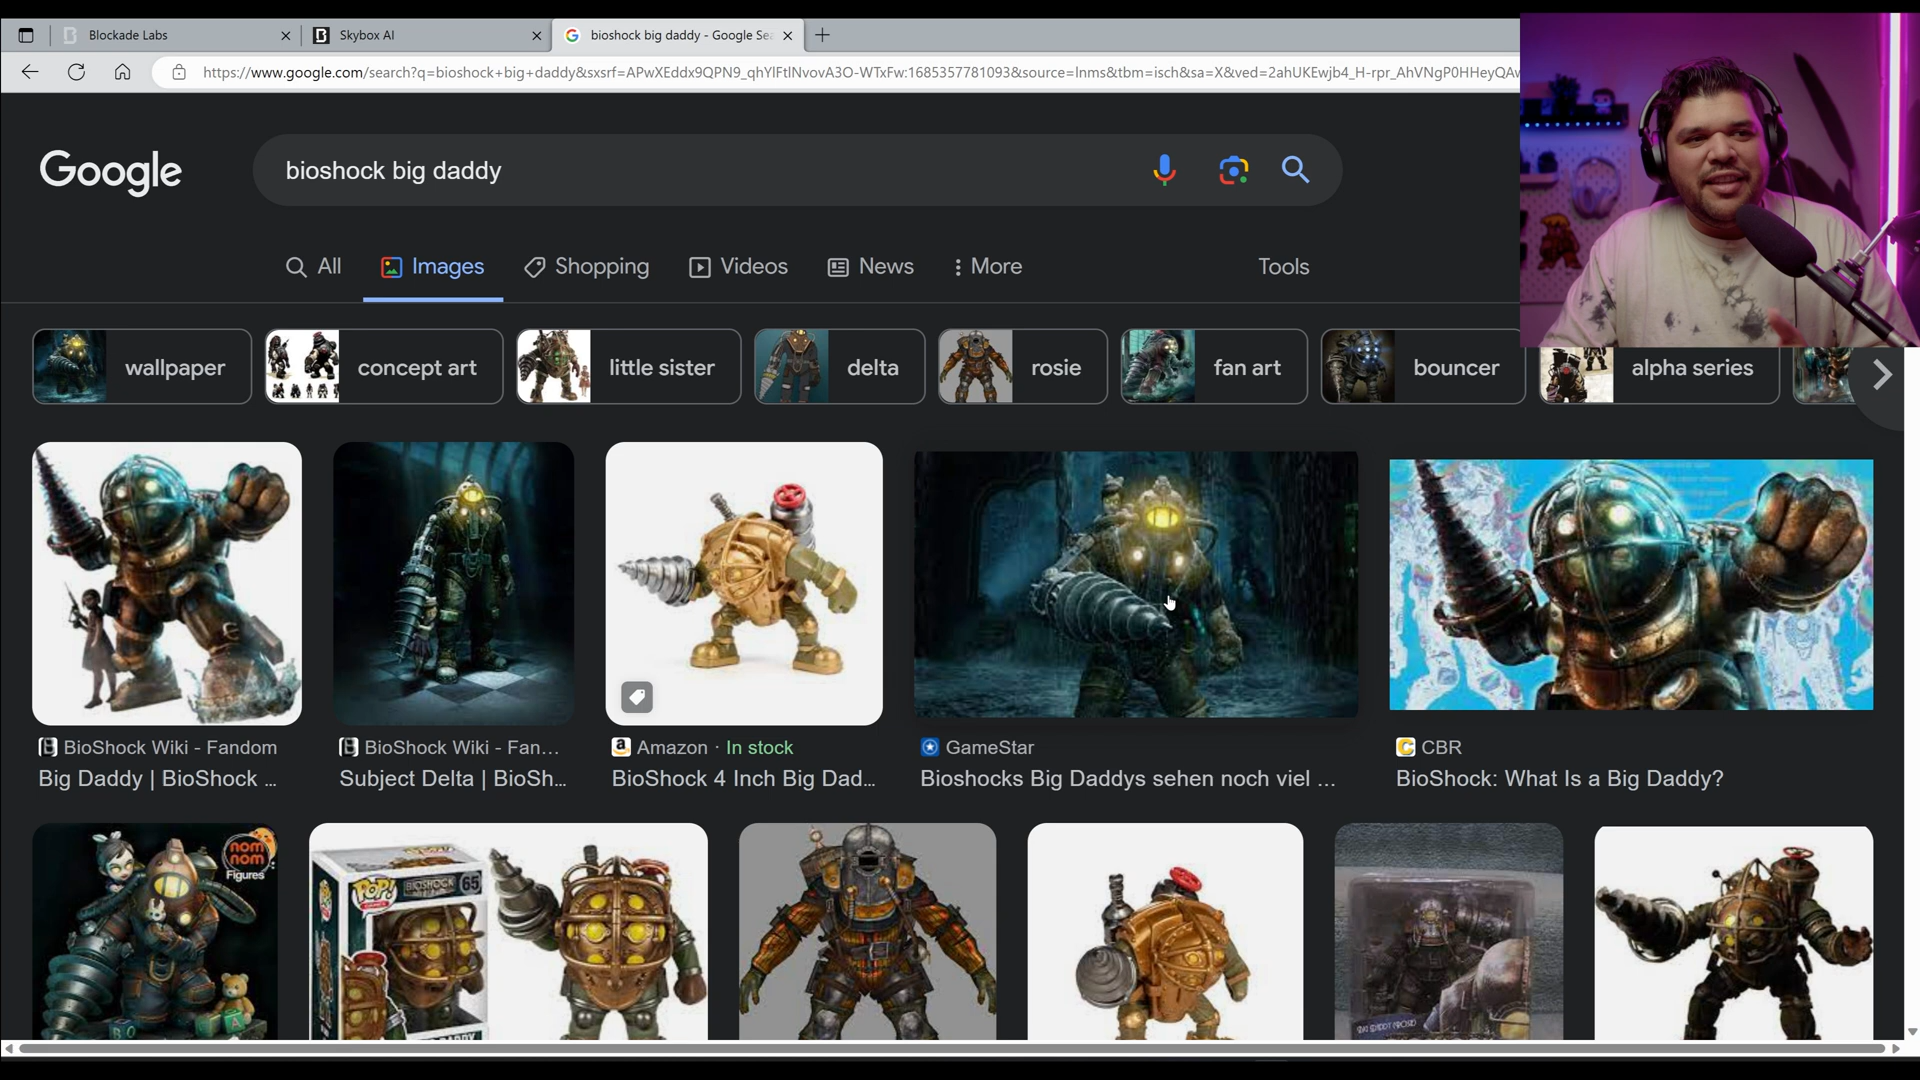 Blockade Labs
Skybox AI
bioshock big daddy - Google Sea
https://www.google.com/search?q=bioshock+big+daddy&sxsrf=APwXEddx9QPN9_qhYlFtlNvovA3O-WTxFw:1685357781093&source=lnms&tbm=isch&sa=X&ved=2ahUKEwjb4_H-rpr_AhVNgP0HHeyQAw
Google
bioshock big daddy
All
Images
Shopping
Videos
News
More
Tools
wallpaper
concept art
little sister
delta
rosie
fan art
bouncer
alpha series
BioShock Wiki - Fandom
Big Daddy | BioShock ...
BioShock Wiki - Fan...
Subject Delta | BioSh...
Amazon · In stock
BioShock 4 Inch Big Dad...
GameStar
Bioshocks Big Daddys sehen noch viel ...
CBR
BioShock: What Is a Big Daddy?
nom
nom
Figures
POP!
BIOSHOCK
65